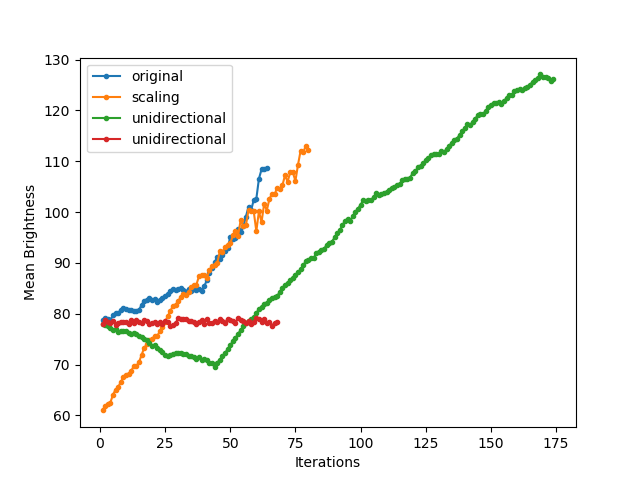 original
scaling
unidirectional
unidirectional
130
120
110
100
90
80
70
60
Mean Brightness
0 25 50 75 100 125 150 175
Iterations